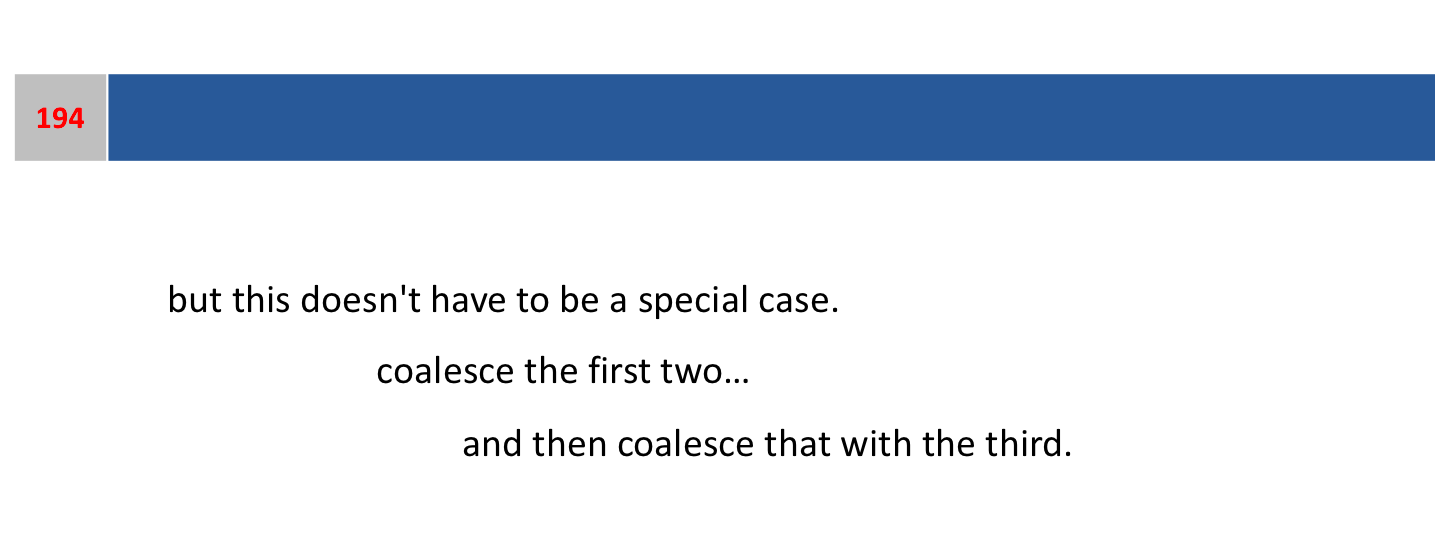 194
but this doesn't have to be a special case.
coalesce the first two…
and then coalesce that with the third.